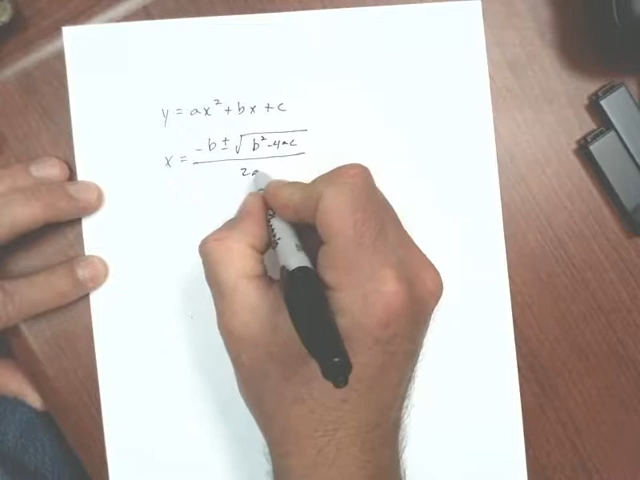 y = ax² + bx + c
x = (-b ± √(b² - 4ac)) / 2a